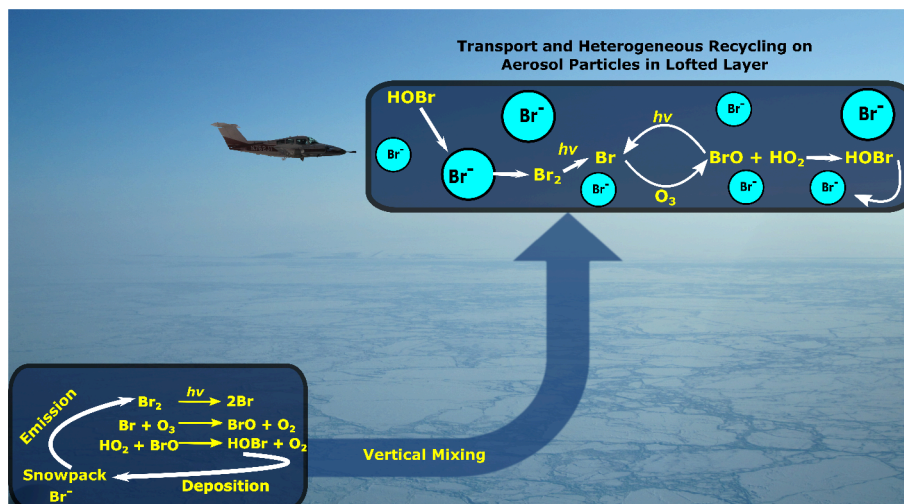 Transport and Heterogeneous Recycling on
Aerosol Particles in Lofted Layer
HOBr
Br⁻
Br⁻
Br⁻
Br⁻
hv
Br⁻
hv
Br₂
Br
BrO + HO₂
HOBr
Br⁻
O₃
Br⁻
Br⁻
Emission
Br₂
hv
2Br
Br + O₃
BrO + O₂
HO₂ + BrO
HOBr + O₂
Snowpack
Br⁻
Deposition
Vertical Mixing